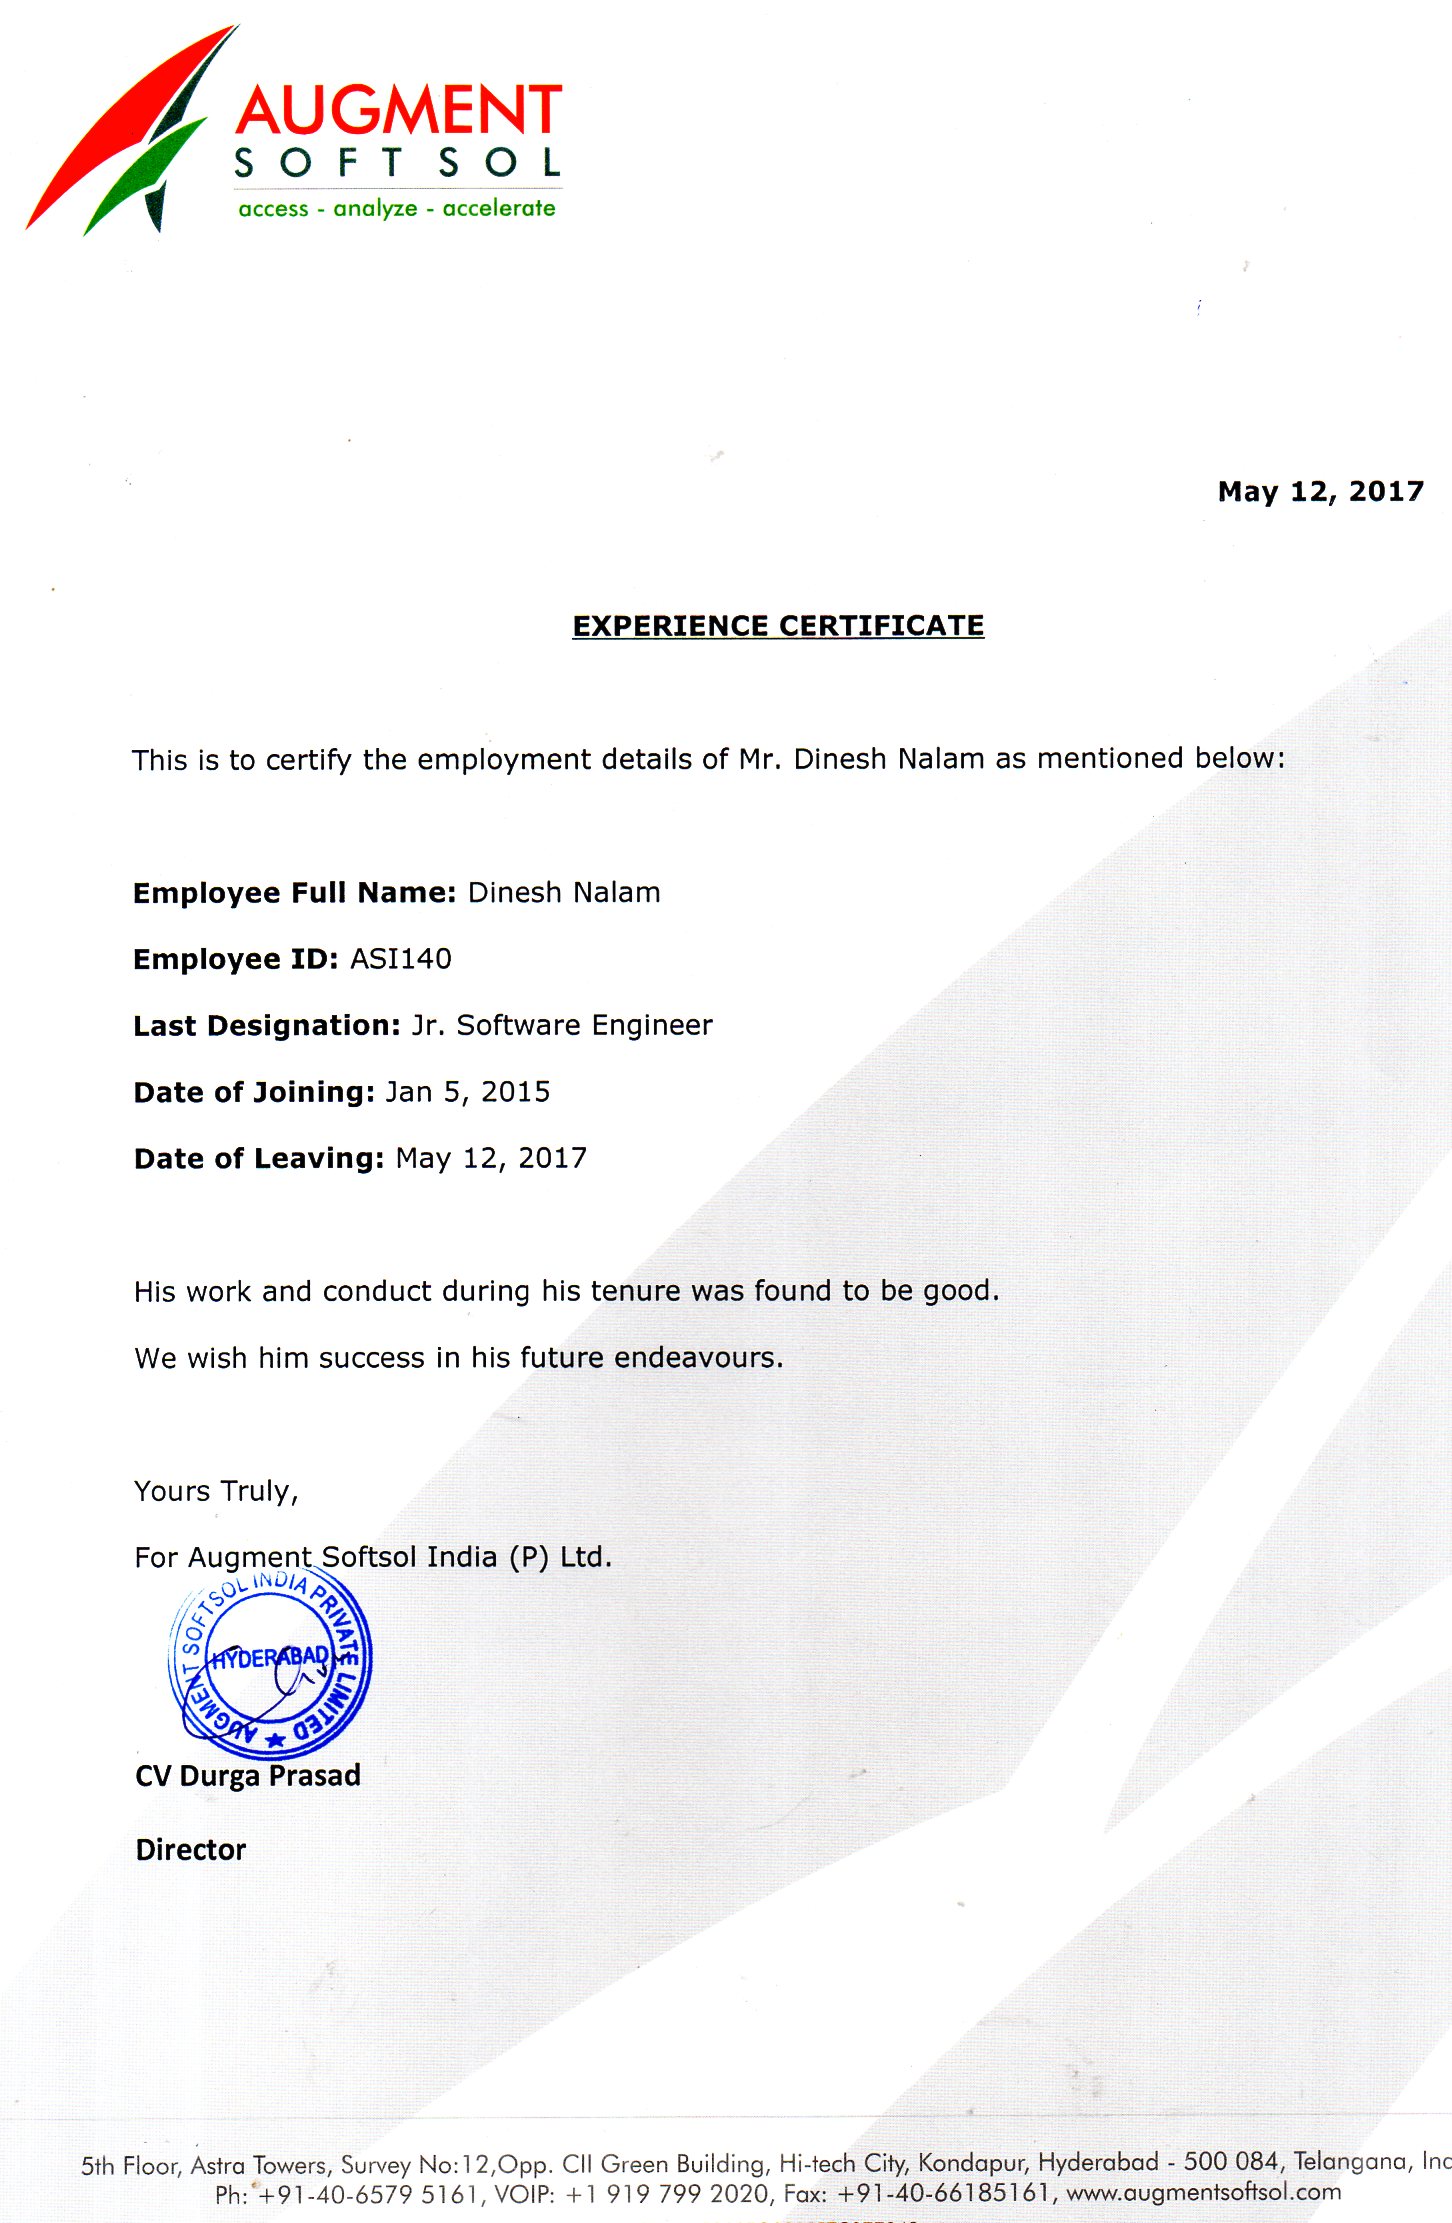 AUGMENT
SOFT SOL
access - analyze - accelerate
May 12, 2017
EXPERIENCE CERTIFICATE
This is to certify the employment details of Mr. Dinesh Nalam as mentioned below:
Employee Full Name: Dinesh Nalam
Employee ID: ASI140
Last Designation: Jr. Software Engineer
Date of Joining: Jan 5, 2015
Date of Leaving: May 12, 2017
His work and conduct during his tenure was found to be good.
We wish him success in his future endeavours.
Yours Truly,
For Augment Softsol India (P) Ltd.
AUGMENT SOFTSOL INDIA PRIVATE LIMITED ★
HYDERABAD
CV Durga Prasad
Director
5th Floor, Astra Towers, Survey No:12,Opp. CII Green Building, Hi-tech City, Kondapur, Hyderabad - 500 084, Telangana,
Ph: +91-40-6579 5161, VOIP: +1 919 799 2020, Fax: +91-40-66185161, www.augmentsoftsol.com